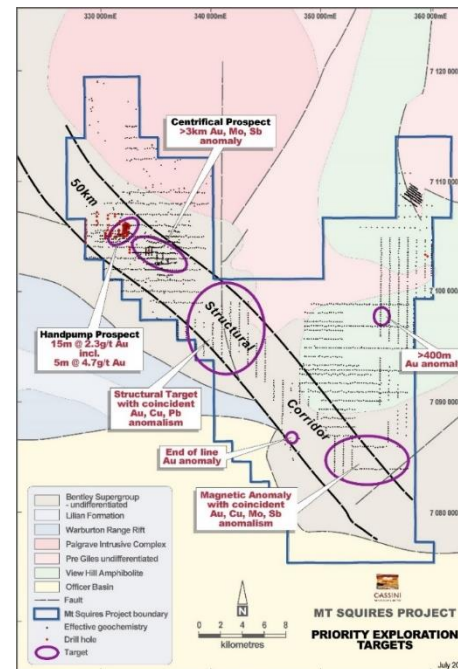 330 000mE
340 000mE
350 000mE
360 000mE
7 120 000
Centrifical Prospect
>3km Au, Mo, Sb
anomaly
50km
7 110 000
7 100 000
Handpump Prospect
15m @ 2.3g/t Au
incl.
5m @ 4.7g/t Au
Structural
Corridor
>400m
Au anomaly
Structural Target
with coincident
Au, Cu, Pb
anomalism
7 090 000
End of line
Au anomaly
Magnetic Anomaly
with coincident
Au, Cu, Mo, Sb
anomalism
7 080 000
Bentley Supergroup
- undifferentiated
Lilian Formation
Warburton Range Rift
Palgrave Intrusive Complex
Pre Giles undifferentiated
View Hill Amphibolite
Officer Basin
Fault
Mt Squires Project boundary
Effective geochemistry
Drill hole
Target
N
0 2 4 6 8
kilometres
CASSINI
MT SQUIRES PROJECT
PRIORITY EXPLORATION
TARGETS
July 20